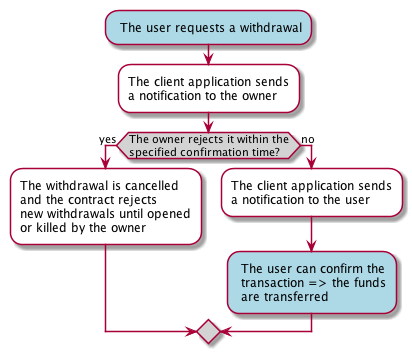 The user requests a withdrawal
The client application sends
a notification to the owner
yes
The owner rejects it within the
specified confirmation time?
no
The withdrawal is cancelled
and the contract rejects
new withdrawals until opened
or killed by the owner
The client application sends
a notification to the user
The user can confirm the
transaction => the funds
are transferred